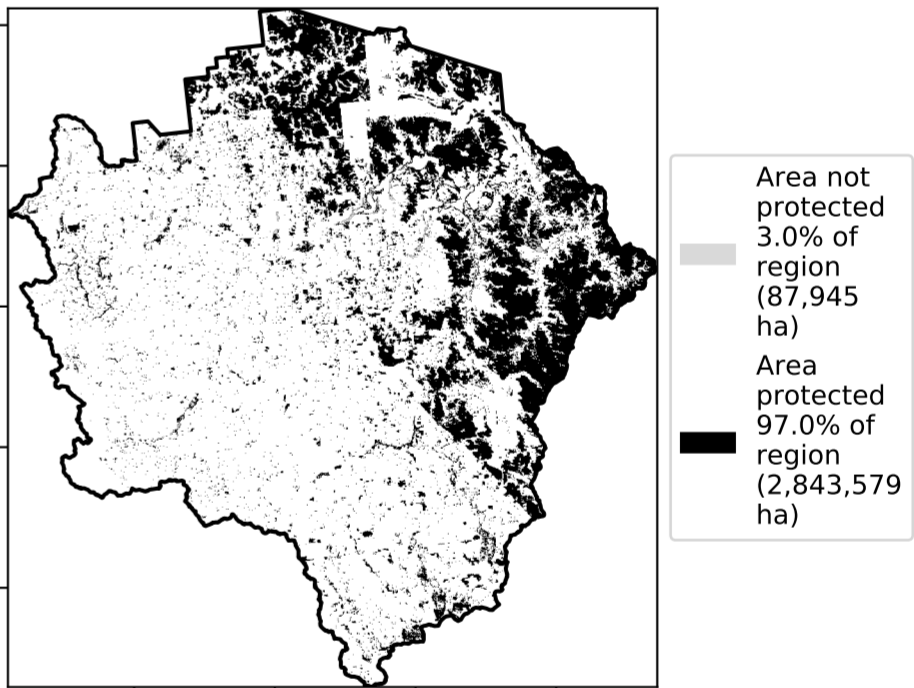 Area not
protected
3.0% of
region
(87,945
ha)
Area
protected
97.0% of
region
(2,843,579
ha)